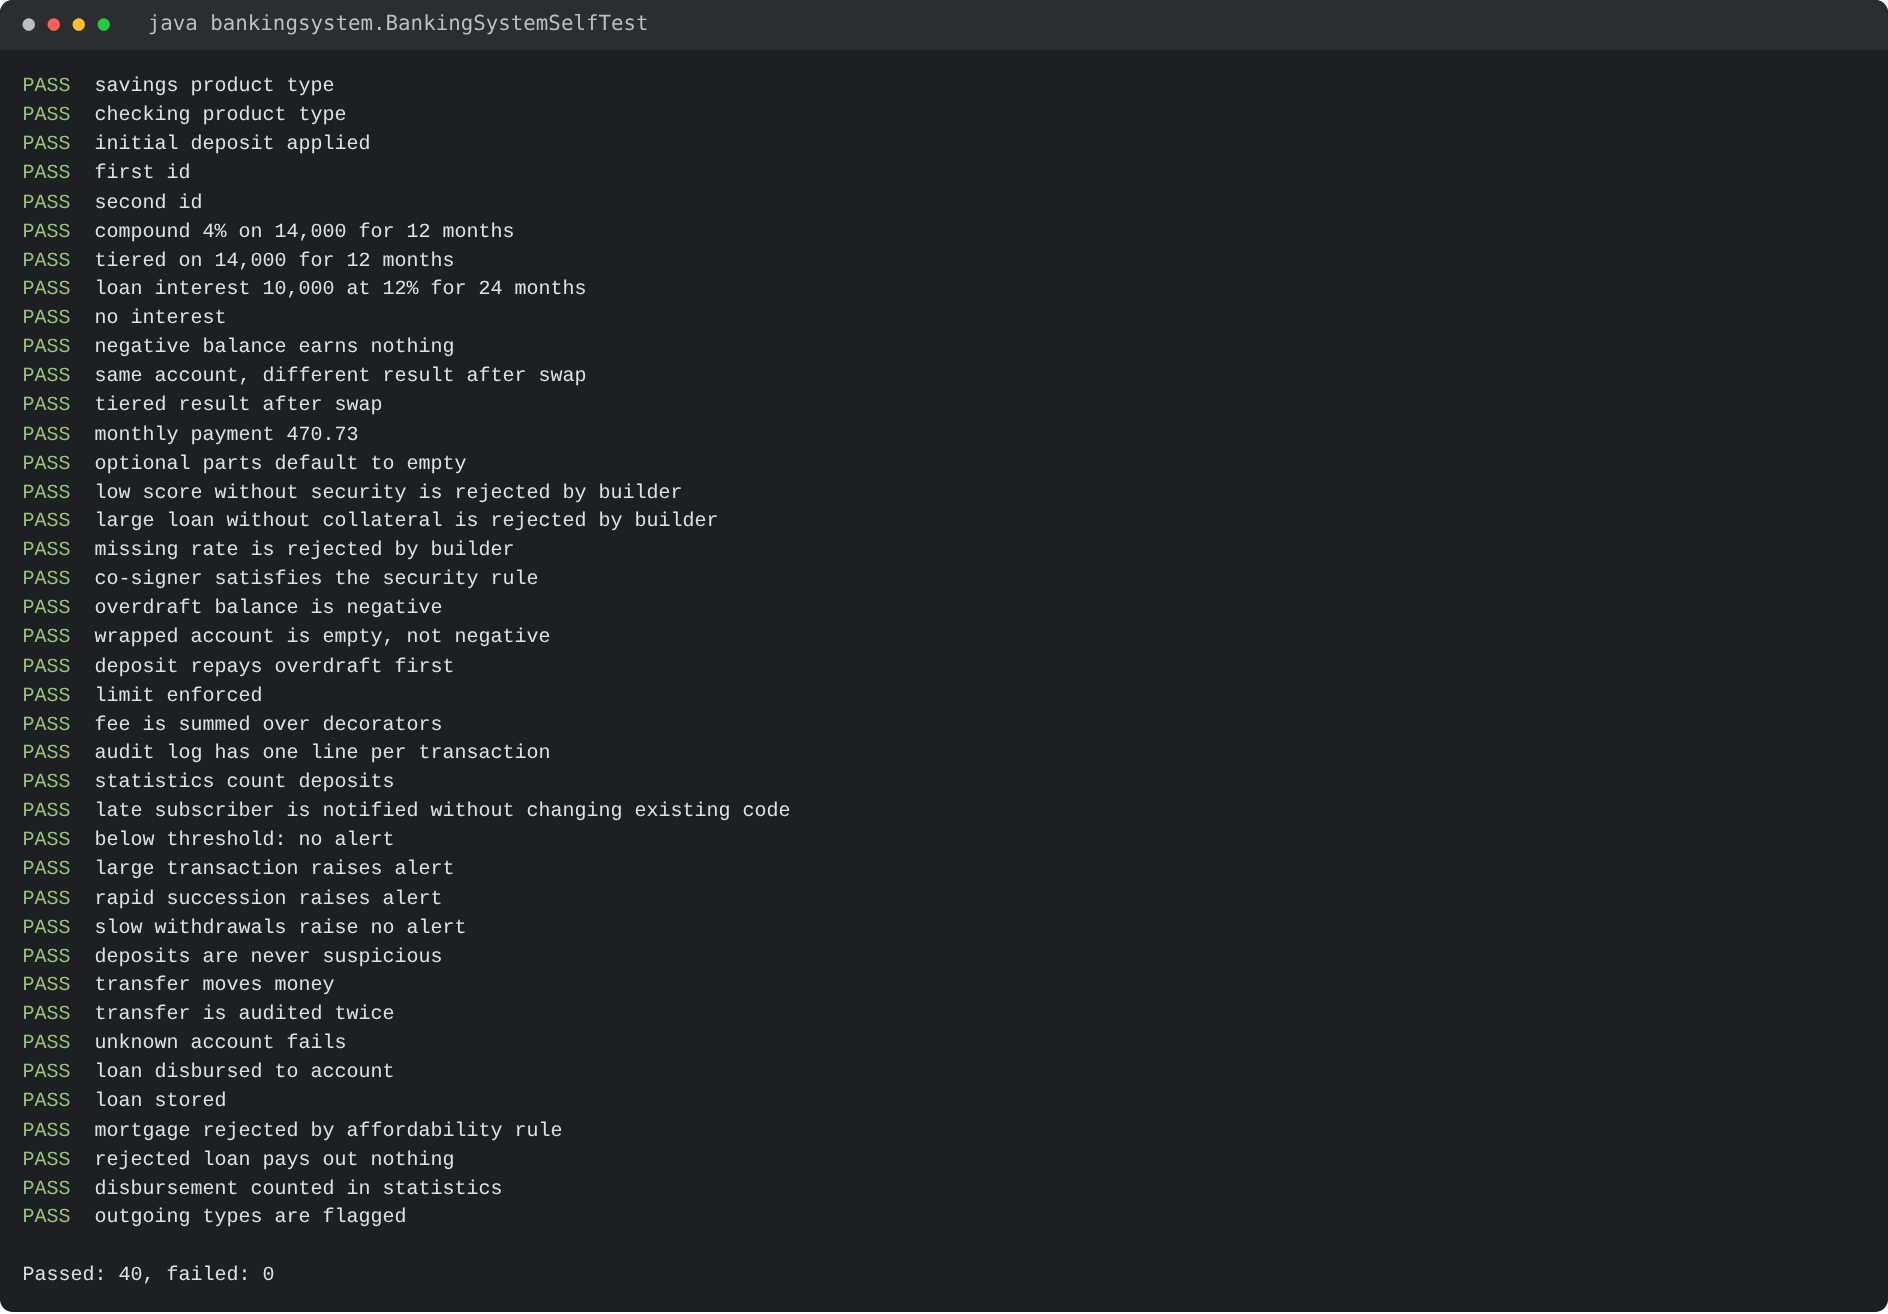 java bankingsystem.BankingSystemSelfTest
PASS  savings product type
PASS  checking product type
PASS  initial deposit applied
PASS  first id
PASS  second id
PASS  compound 4% on 14,000 for 12 months
PASS  tiered on 14,000 for 12 months
PASS  loan interest 10,000 at 12% for 24 months
PASS  no interest
PASS  negative balance earns nothing
PASS  same account, different result after swap
PASS  tiered result after swap
PASS  monthly payment 470.73
PASS  optional parts default to empty
PASS  low score without security is rejected by builder
PASS  large loan without collateral is rejected by builder
PASS  missing rate is rejected by builder
PASS  co-signer satisfies the security rule
PASS  overdraft balance is negative
PASS  wrapped account is empty, not negative
PASS  deposit repays overdraft first
PASS  limit enforced
PASS  fee is summed over decorators
PASS  audit log has one line per transaction
PASS  statistics count deposits
PASS  late subscriber is notified without changing existing code
PASS  below threshold: no alert
PASS  large transaction raises alert
PASS  rapid succession raises alert
PASS  slow withdrawals raise no alert
PASS  deposits are never suspicious
PASS  transfer moves money
PASS  transfer is audited twice
PASS  unknown account fails
PASS  loan disbursed to account
PASS  loan stored
PASS  mortgage rejected by affordability rule
PASS  rejected loan pays out nothing
PASS  disbursement counted in statistics
PASS  outgoing types are flagged
Passed: 40, failed: 0